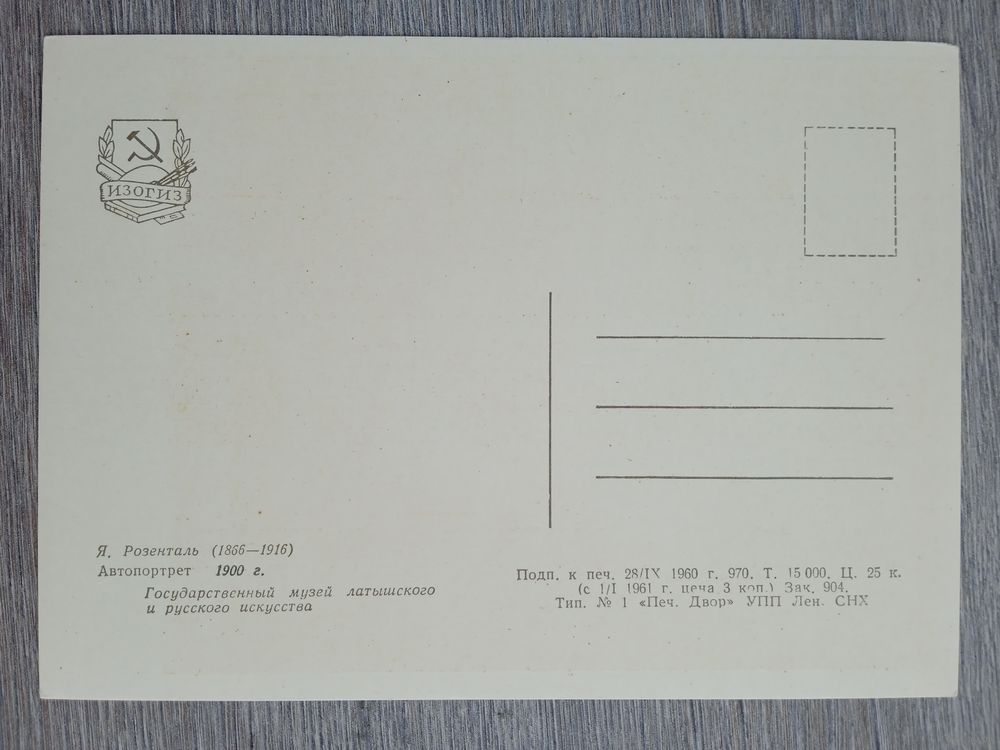 ИЗОГИЗ
Я. Розенталь (1866—1916)
Автопортрет 1900 г.
Государственный музей латышского
и русского искусства
Подп. к печ. 28/IX 1960 г. 970. Т. 15 000. Ц. 25 к.
(с 1/I 1961 г. цена 3 коп.) Зак. 904.
Тип. № 1 «Печ. Двор» УПП Лен. СНХ